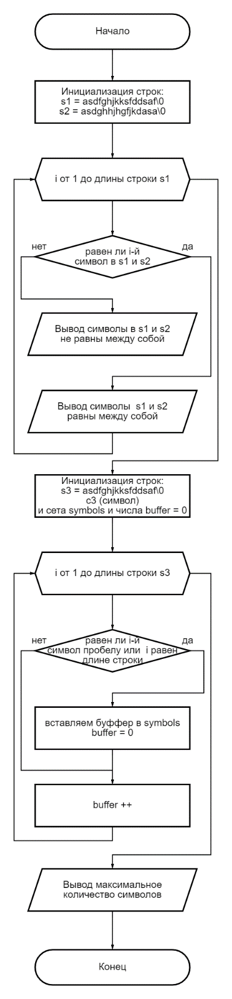 Начало
Инициализация строк:
s1 = asdfghjkksfddsaf\0
s2 = asdghhjhgfjkdasa\0
i от 1 до длины строки s1
нет
да
равен ли i-й
символ в s1 и s2
Вывод символы в s1 и s2
не равны между собой
Вывод символы s1 и s2
равны между собой
Инициализация строк:
s3 = asdfghjkksfddsaf\0
c3 (символ)
и сета symbols и числа buffer = 0
i от 1 до длины строки s3
нет
да
равен ли i-й
символ пробелу или i равен
длине строки
вставляем буффер в symbols
buffer = 0
buffer ++
Вывод максимальное
количество символов
Конец